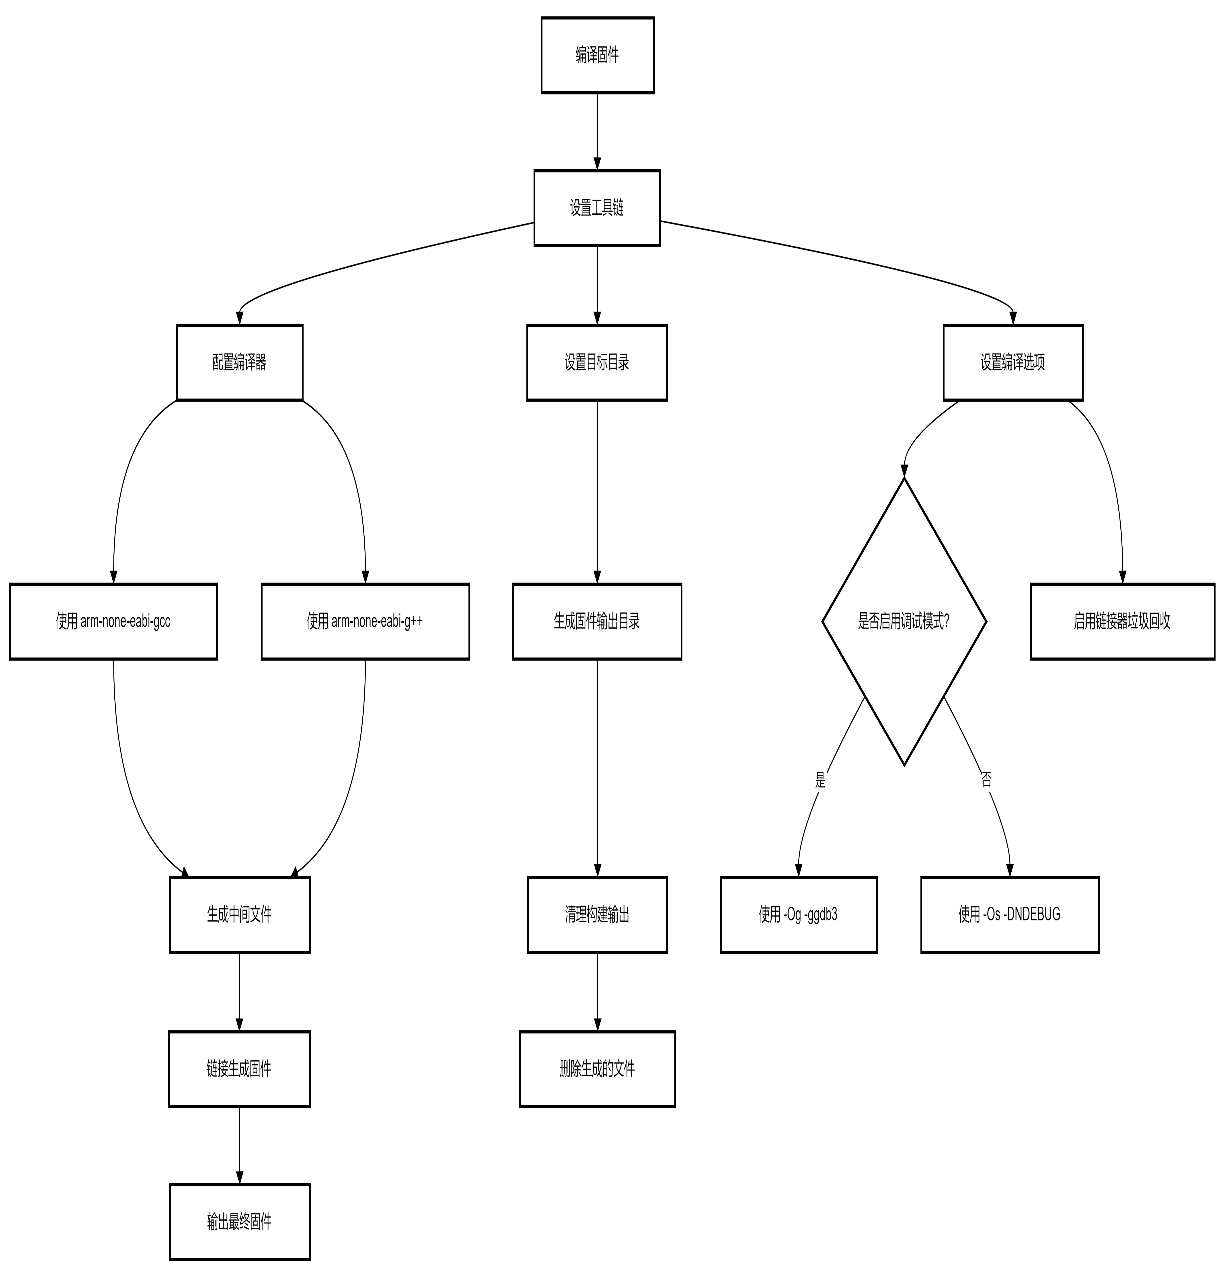 编译固件
设置工具链
配置编译器
设置目标目录
设置编译选项
使用 arm-none-eabi-gcc
使用 arm-none-eabi-g++
生成固件输出目录
是否启用调试模式?
启用链接器垃圾回收
是
否
生成中间文件
清理构建输出
使用 -Og -ggdb3
使用 -Os -DNDEBUG
链接生成固件
删除生成的文件
输出最终固件